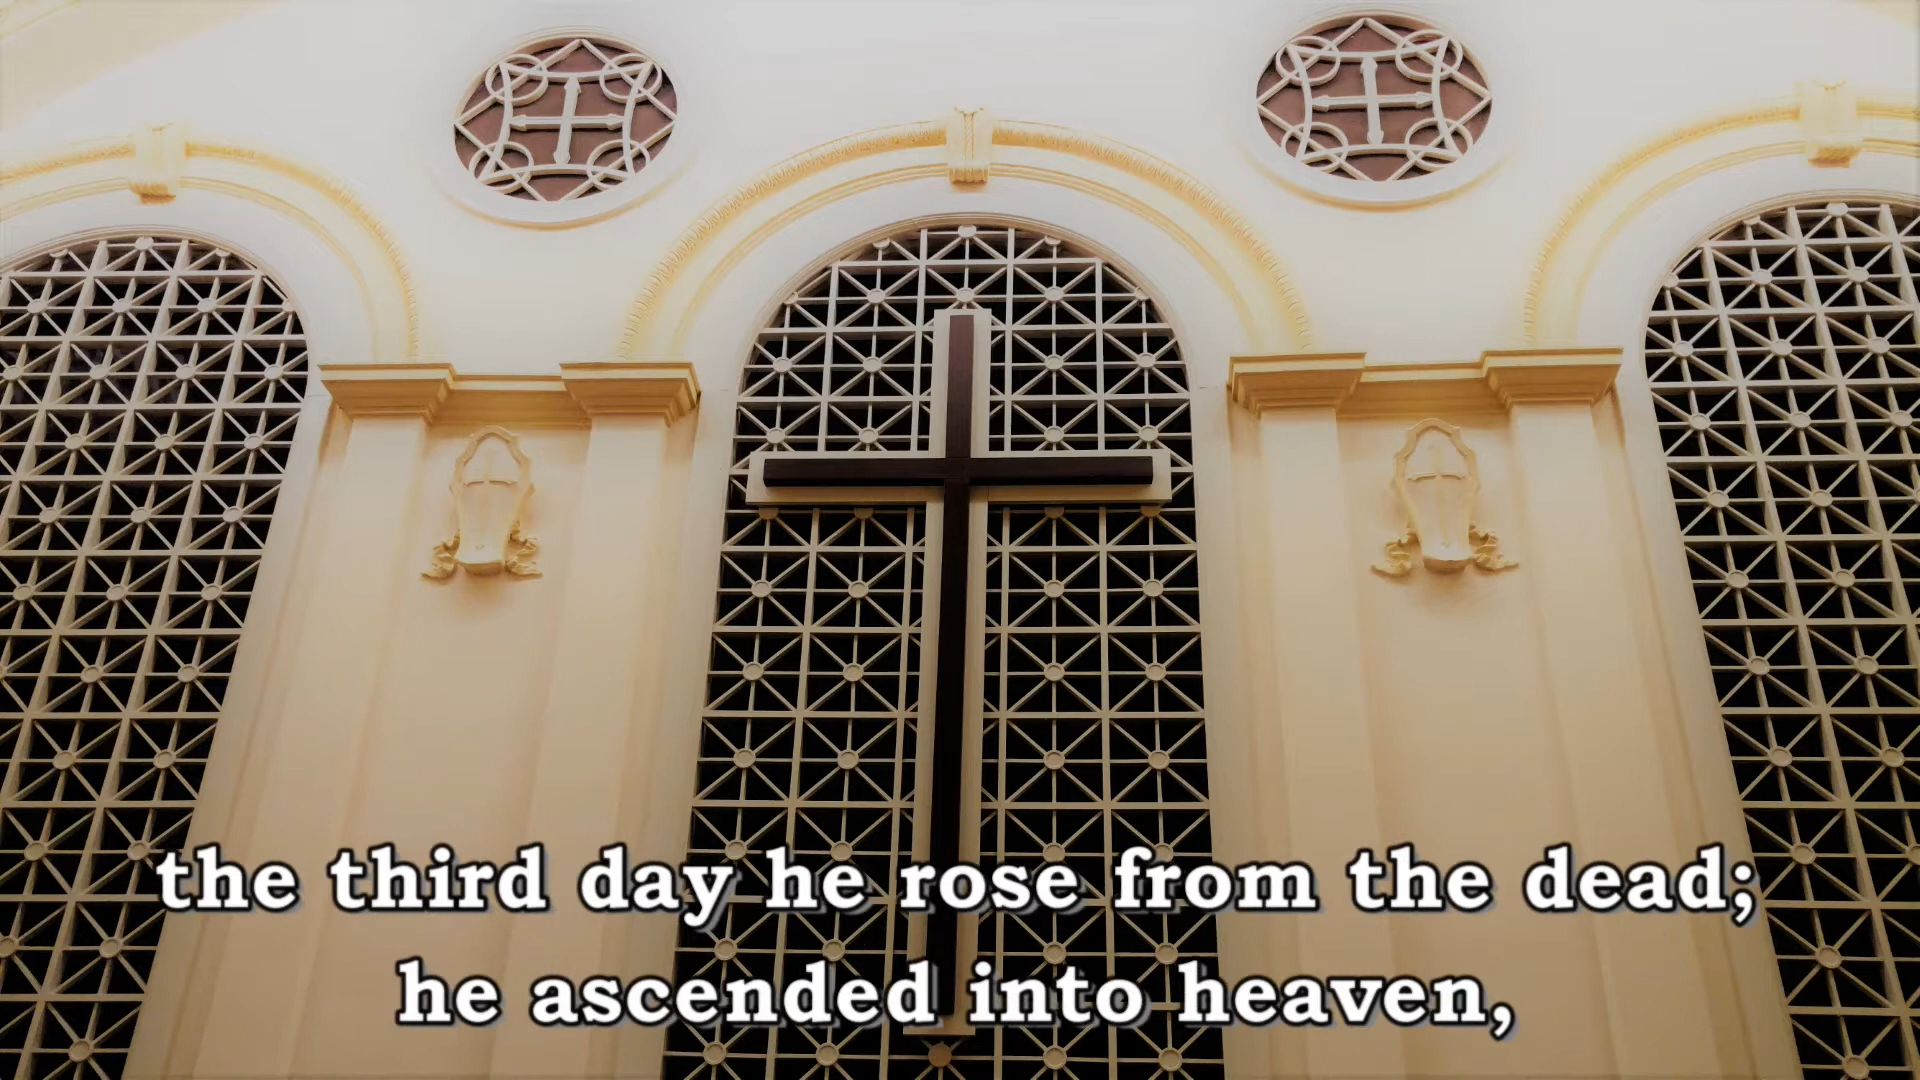 the third day he rose from the dead;
he ascended into heaven,